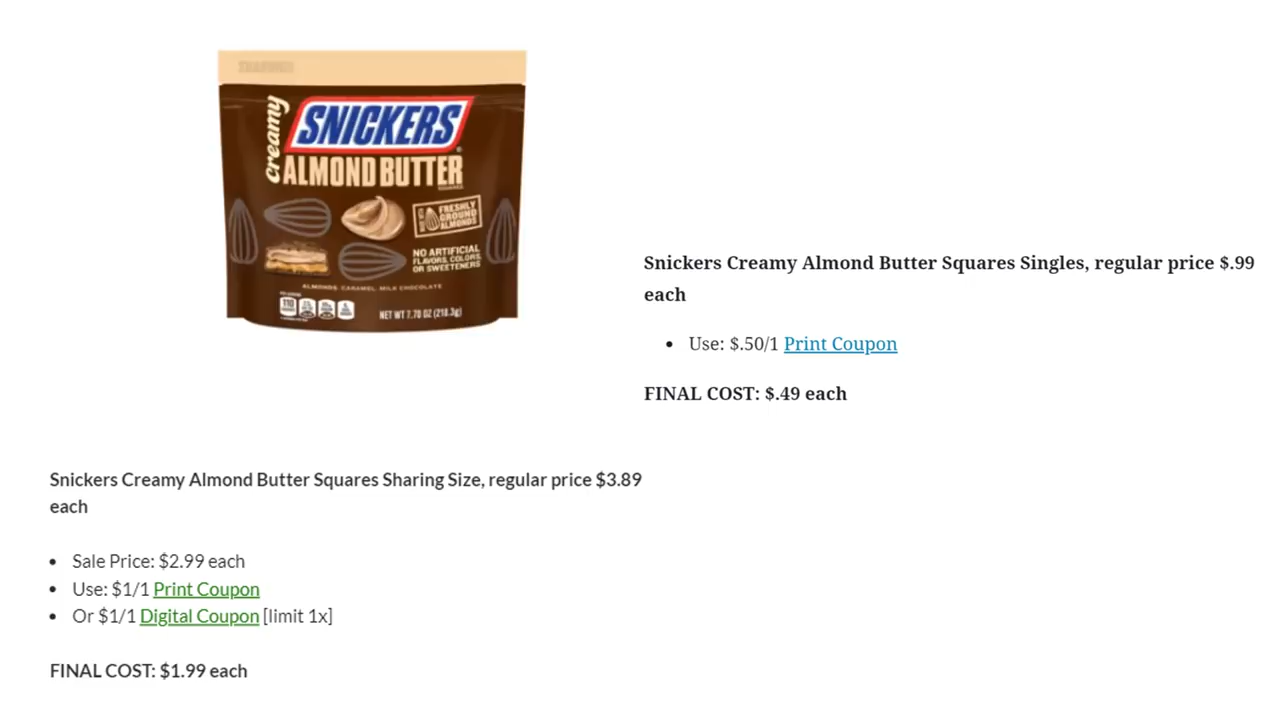 creamy
SNICKERS
ALMOND BUTTER
FRESHLY
GROUND
ALMONDS
NO ARTIFICIAL
FLAVORS, COLORS,
OR SWEETENERS
ALMONDS, CARAMEL, MILK CHOCOLATE
110
NET WT 7.70 OZ (218.3g)
Snickers Creamy Almond Butter Squares Singles, regular price $.99
each
• Use: $.50/1 Print Coupon
FINAL COST: $.49 each
Snickers Creamy Almond Butter Squares Sharing Size, regular price $3.89
each
• Sale Price: $2.99 each
• Use: $1/1 Print Coupon
• Or $1/1 Digital Coupon [limit 1x]
FINAL COST: $1.99 each